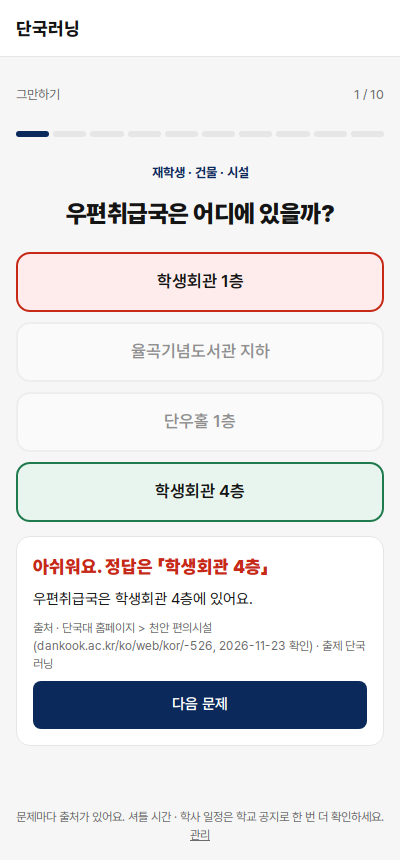 단국러닝
그만하기
1 / 10
재학생 · 건물 · 시설
우편취급국은 어디에 있을까?
학생회관 1층
율곡기념도서관 지하
단우홀 1층
학생회관 4층
아쉬워요. 정답은 「학생회관 4층」
우편취급국은 학생회관 4층에 있어요.
출처 · 단국대 홈페이지 > 천안 편의시설
(dankook.ac.kr/ko/web/kor/-526, 2026-11-23 확인) · 출제 단국
러닝
다음 문제
문제마다 출처가 있어요. 셔틀 시간 · 학사 일정은 학교 공지로 한 번 더 확인하세요.
관리